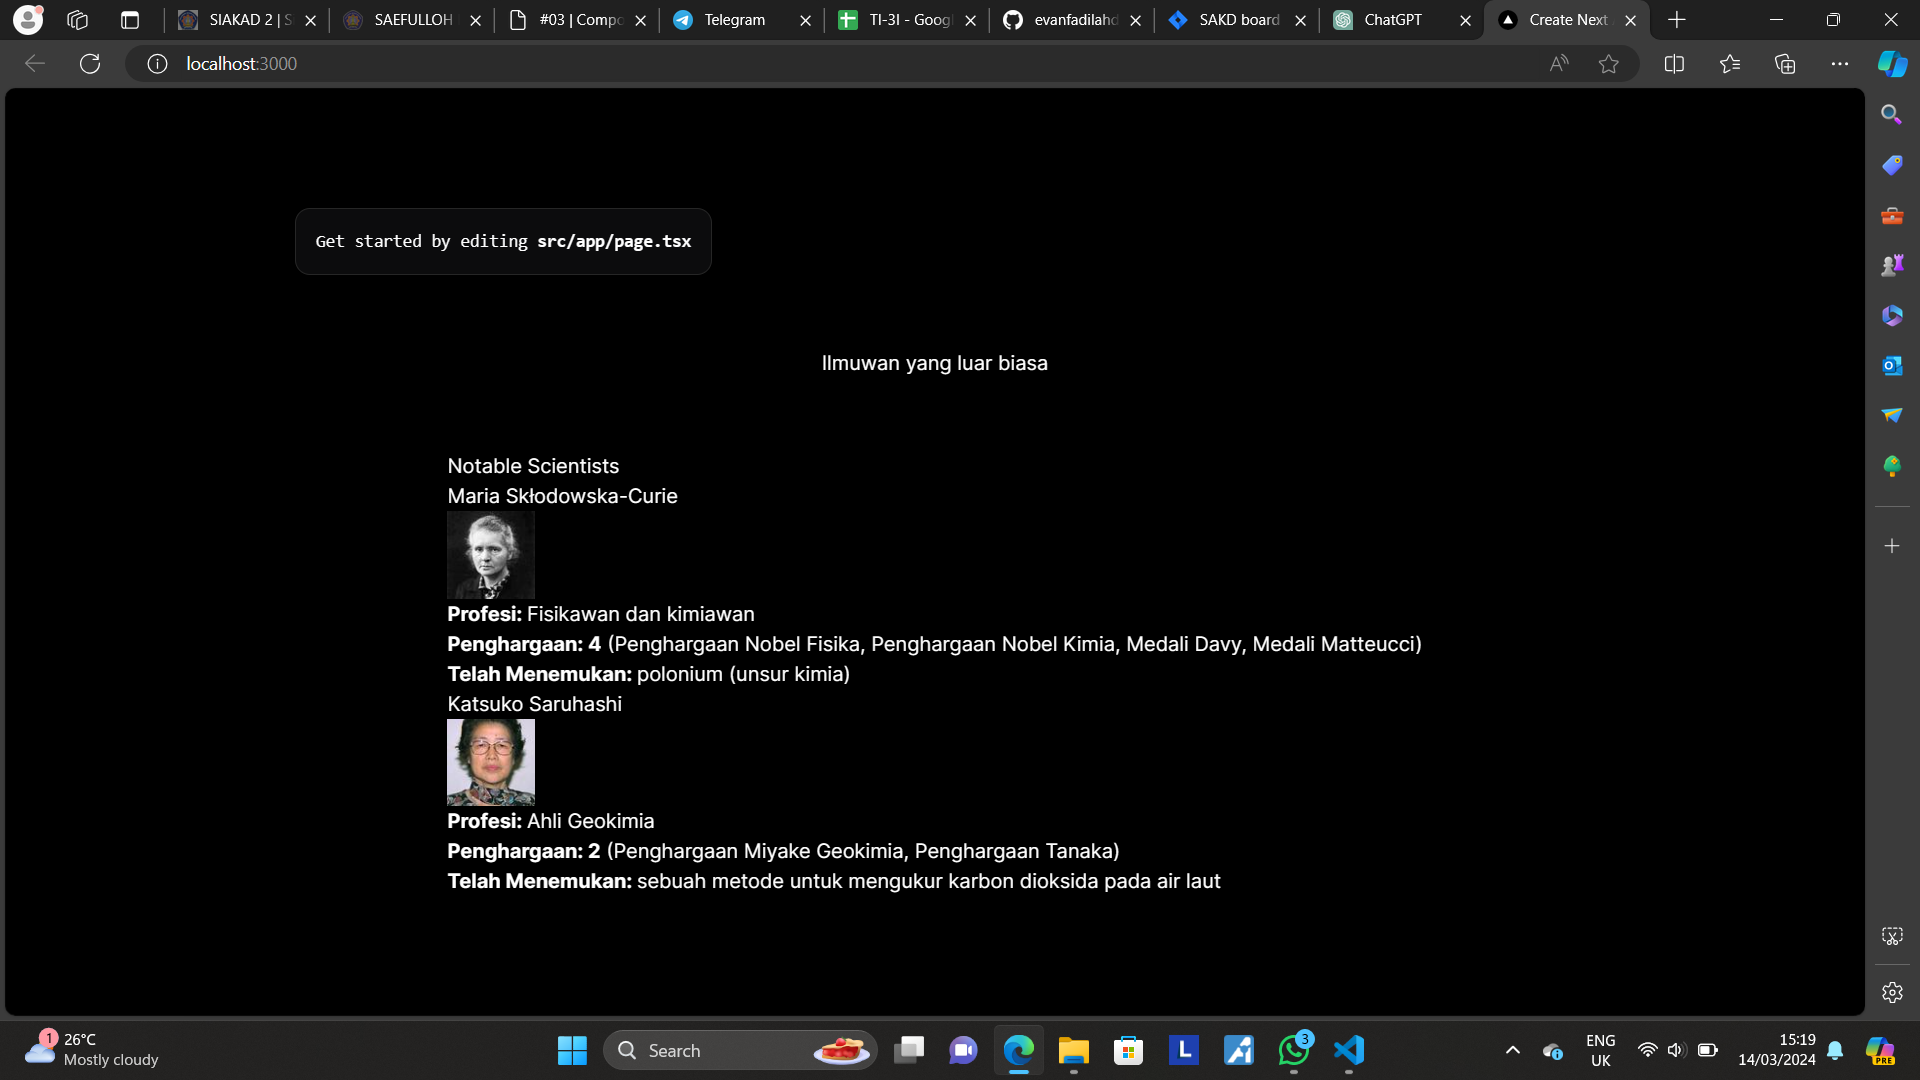 SIAKAD 2 | S
SAEFULLOH
#03 | Compo
Telegram
TI-3I - Googl
evanfadilahd
SAKD board
ChatGPT
Create Next
localhost:3000
Get started by editing src/app/page.tsx
Ilmuwan yang luar biasa
Notable Scientists
Maria Skłodowska-Curie
Profesi: Fisikawan dan kimiawan
Penghargaan: 4 (Penghargaan Nobel Fisika, Penghargaan Nobel Kimia, Medali Davy, Medali Matteucci)
Telah Menemukan: polonium (unsur kimia)
Katsuko Saruhashi
Profesi: Ahli Geokimia
Penghargaan: 2 (Penghargaan Miyake Geokimia, Penghargaan Tanaka)
Telah Menemukan: sebuah metode untuk mengukur karbon dioksida pada air laut
1
26°C
Mostly cloudy
Search
L
3
ENG
UK
15:19
14/03/2024
PRE